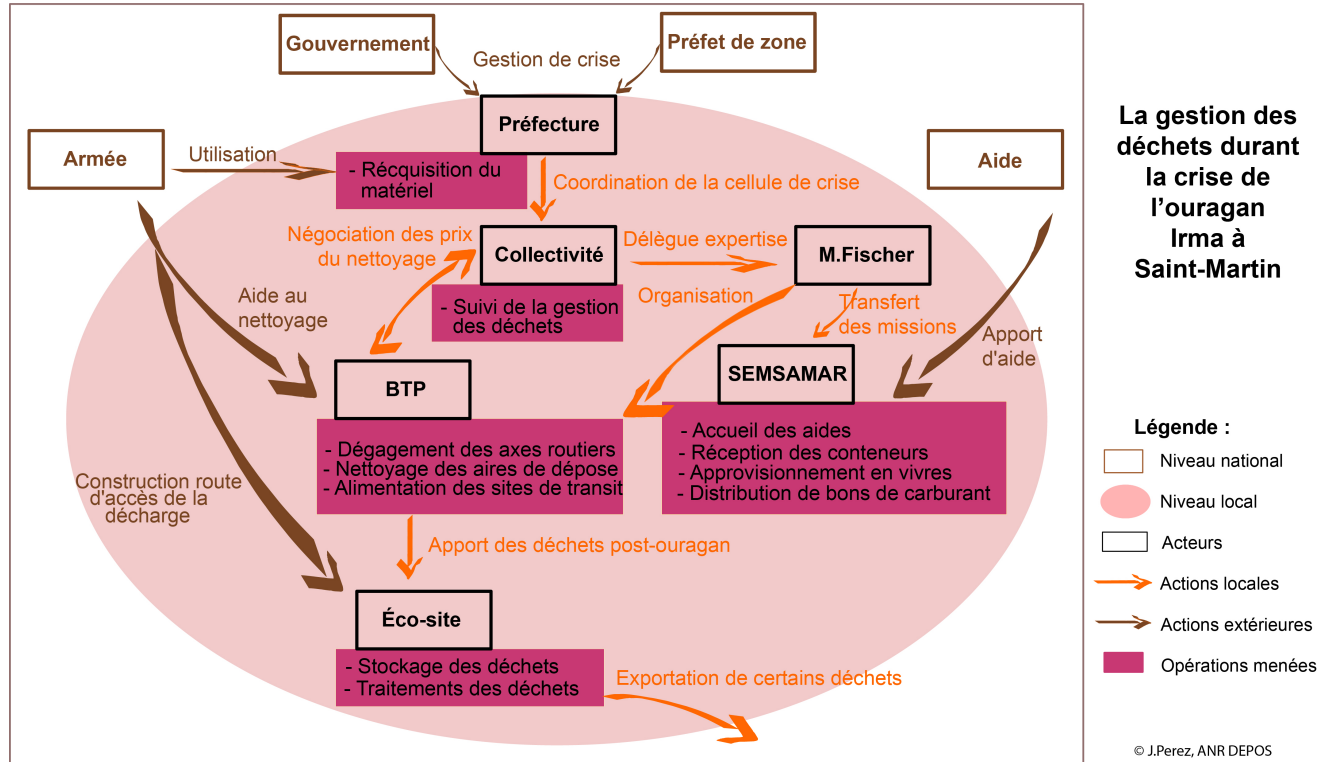 Gouvernement
Préfet de zone
Gestion de crise
Préfecture
Armée
Utilisation
- Récquisition du
matériel
Coordination de la cellule de crise
Aide
Négociation des prix
du nettoyage
Collectivité
Délègue expertise
M.Fischer
- Suivi de la gestion
des déchets
Organisation
Transfert
des missions
Aide au
nettoyage
Apport
d'aide
BTP
SEMSAMAR
- Dégagement des axes routiers
- Nettoyage des aires de dépose
- Alimentation des sites de transit
- Accueil des aides
- Réception des conteneurs
- Approvisionnement en vivres
- Distribution de bons de carburant
Construction route
d'accès de la
décharge
Apport des déchets post-ouragan
Éco-site
- Stockage des déchets
- Traitements des déchets
Exportation de certains déchets
La gestion des
déchets durant
la crise de
l’ouragan
Irma à
Saint-Martin
Légende :
Niveau national
Niveau local
Acteurs
Actions locales
Actions extérieures
Opérations menées
© J.Perez, ANR DEPOS